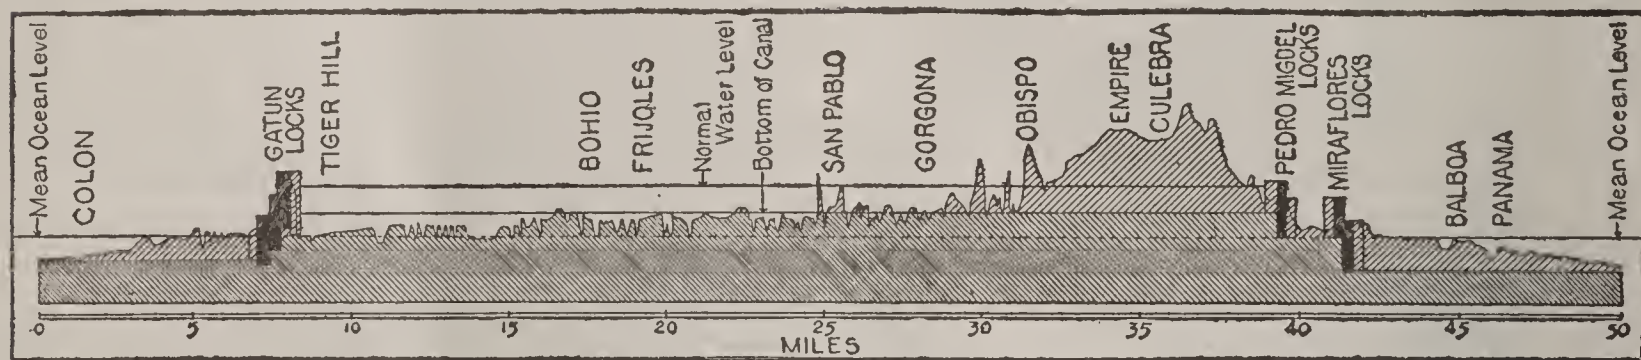 Mean Ocean Level
COLON
GATUN
LOCKS
TIGER HILL
BOHIO
FRIJOLES
Normal
Water Level
Bottom of Canal
SAN PABLO
GORGONA
OBISPO
EMPIRE
CULEBRA
PEDRO MIGDEL
LOCKS
MIRAFLORES
LOCKS
BALBOA
PANAMA
Mean Ocean Level
0 5 10 15 20 25 30 35 40 45 50
MILES